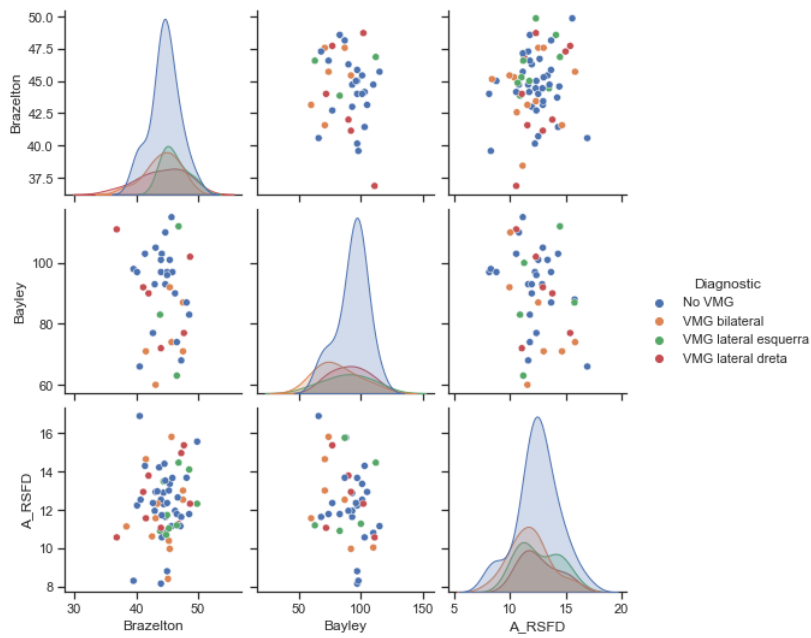 50.0
47.5
45.0
42.5
40.0
37.5
Brazelton
100
80
60
Bayley
Diagnostic
No VMG
VMG bilateral
VMG lateral esquerra
VMG lateral dreta
16
14
12
10
8
A_RSFD
30 40 50
Brazelton
50 100 150
Bayley
5 10 15 20
A_RSFD